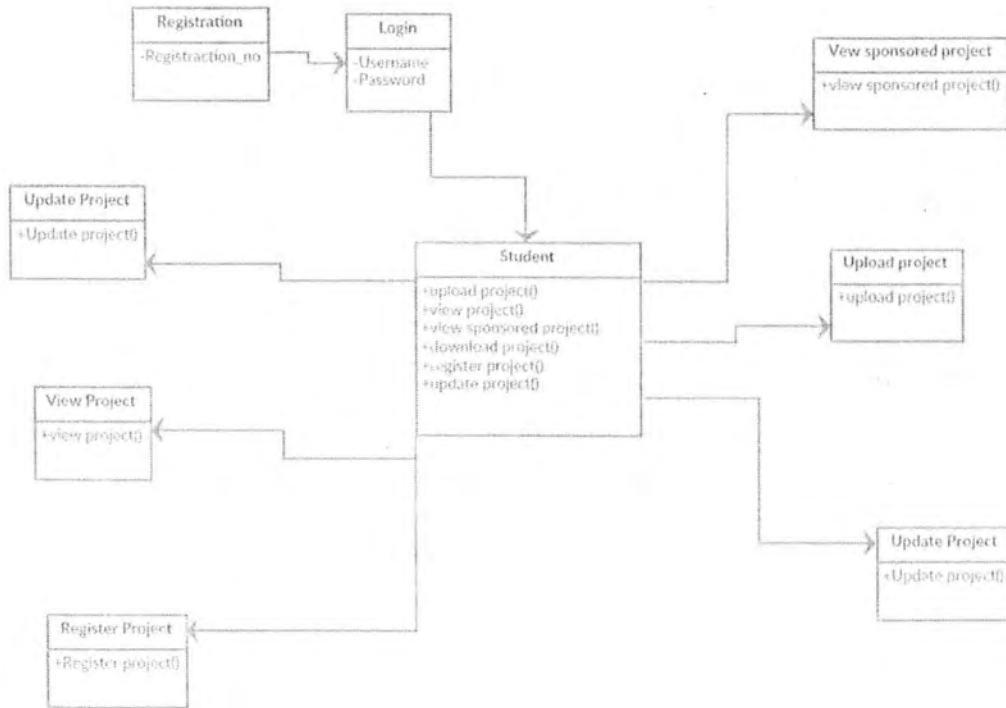 Registration
-Registraction_no
Login
-Username
-Password
Vew sponsored project
+view sponsored project()
Update Project
+Update project()
Student
+upload project()
+view project()
+view sponsored project()
+download project()
+register project()
+update project()
Upload project
+upload project()
View Project
+view project()
Update Project
+Update project()
Register Project
+Register project()